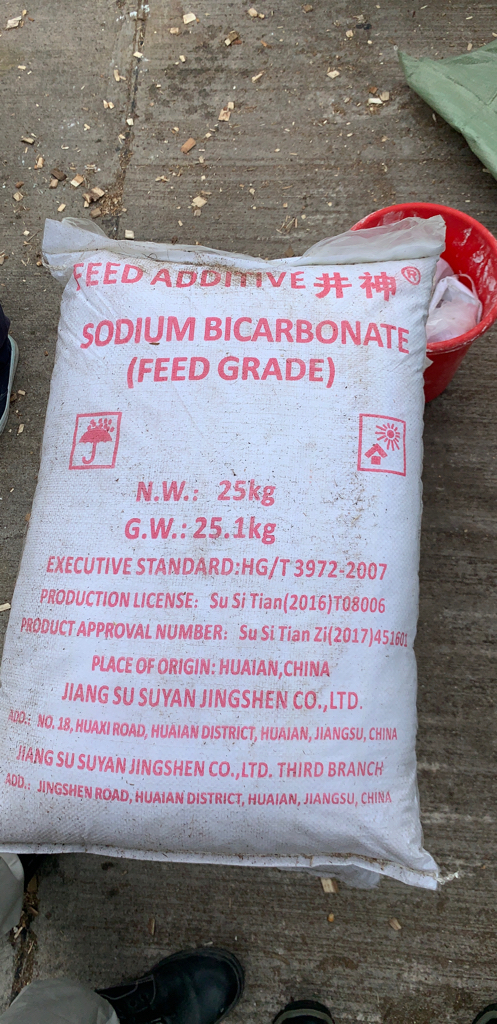 FEED ADDITIVE 井神®
SODIUM BICARBONATE
(FEED GRADE)
N.W.: 25kg
G.W.: 25.1kg
EXECUTIVE STANDARD:HG/T 3972-2007
PRODUCTION LICENSE: Su Si Tian(2016)T08006
PRODUCT APPROVAL NUMBER: Su Si Tian Zi(2017)451601
PLACE OF ORIGIN: HUAIAN,CHINA
JIANG SU SUYAN JINGSHEN CO.,LTD.
ADD.: NO. 18, HUAXI ROAD, HUAIAN DISTRICT, HUAIAN, JIANGSU, CHINA
JIANG SU SUYAN JINGSHEN CO.,LTD. THIRD BRANCH
ADD.: JINGSHEN ROAD, HUAIAN DISTRICT, HUAIAN, JIANGSU, CHINA